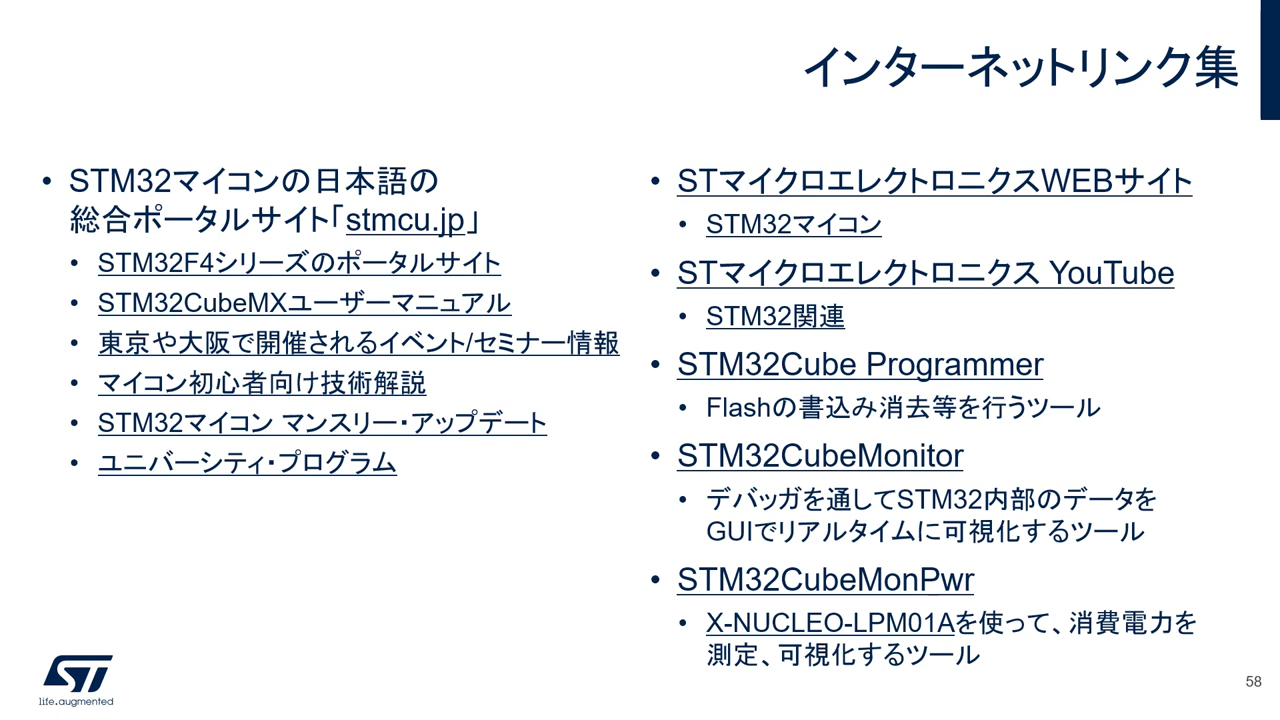 インターネットリンク集
• STM32マイコンの日本語の
総合ポータルサイト「stmcu.jp」
• STM32F4シリーズのポータルサイト
• STM32CubeMXユーザーマニュアル
• 東京や大阪で開催されるイベント/セミナー情報
• マイコン初心者向け技術解説
• STM32マイコン マンスリー・アップデート
• ユニバーシティ・プログラム
• STマイクロエレクトロニクスWEBサイト
• STM32マイコン
• STマイクロエレクトロニクス YouTube
• STM32関連
• STM32Cube Programmer
• Flashの書込み消去等を行うツール
• STM32CubeMonitor
• デバッガを通してSTM32内部のデータを
GUIでリアルタイムに可視化するツール
• STM32CubeMonPwr
• X-NUCLEO-LPM01Aを使って、消費電力を
測定、可視化するツール
ST
life.augmented
58